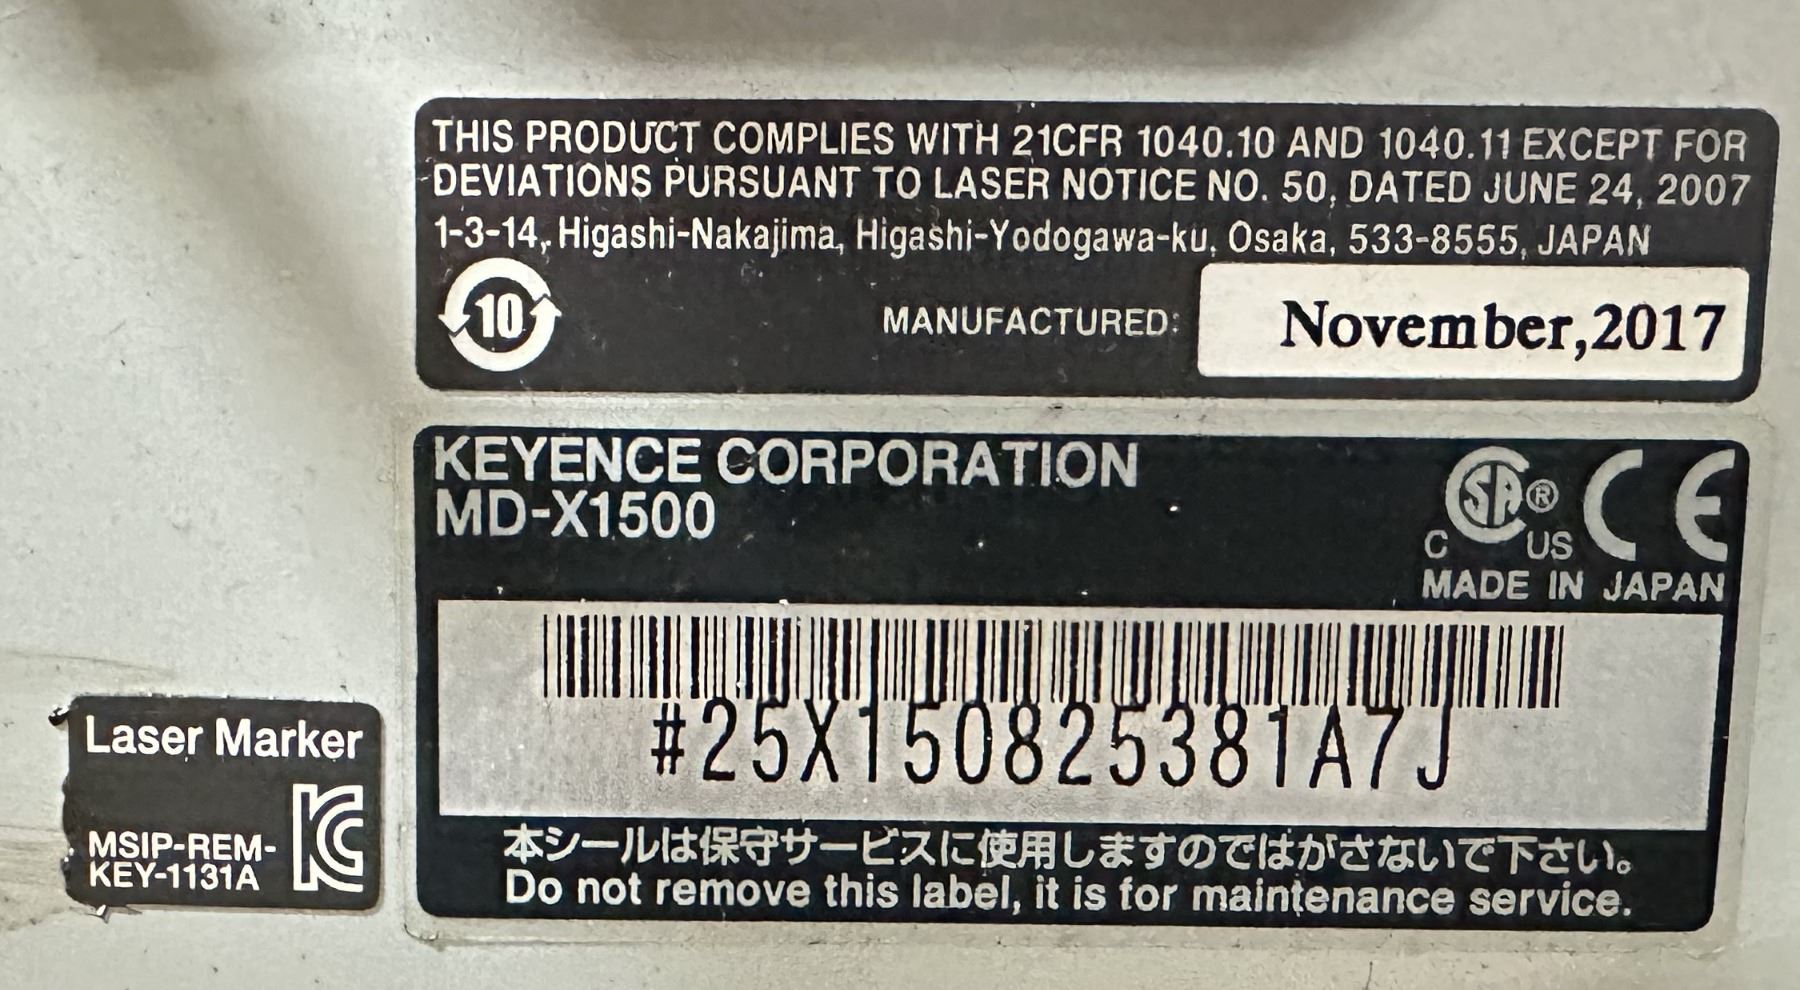 THIS PRODUCT COMPLIES WITH 21CFR 1040.10 AND 1040.11 EXCEPT FOR
DEVIATIONS PURSUANT TO LASER NOTICE NO. 50, DATED JUNE 24, 2007
1-3-14, Higashi-Nakajima, Higashi-Yodogawa-ku, Osaka, 533-8555, JAPAN
10
MANUFACTURED: November,2017
KEYENCE CORPORATION
MD-X1500
C SA® US CE
MADE IN JAPAN
#25X150825381A7J
本シールは保守サービスに使用しますのではがさないで下さい。
Do not remove this label, it is for maintenance service.
Laser Marker
MSIP-REM-
KEY-1131A